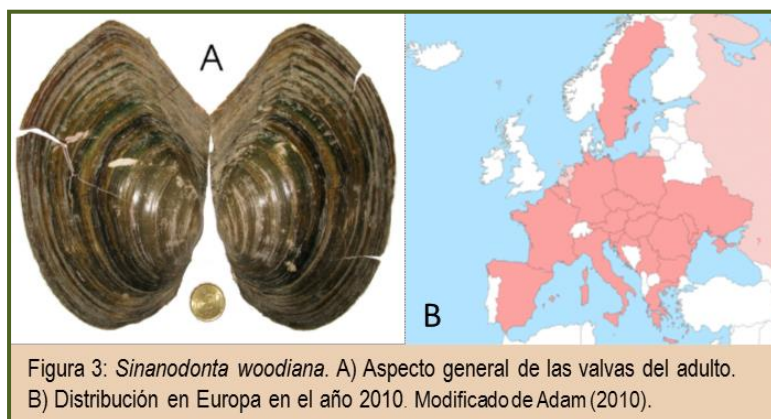 A
B
Figura 3: Sinanodonta woodiana. A) Aspecto general de las valvas del adulto.
B) Distribución en Europa en el año 2010. Modificado de Adam (2010).